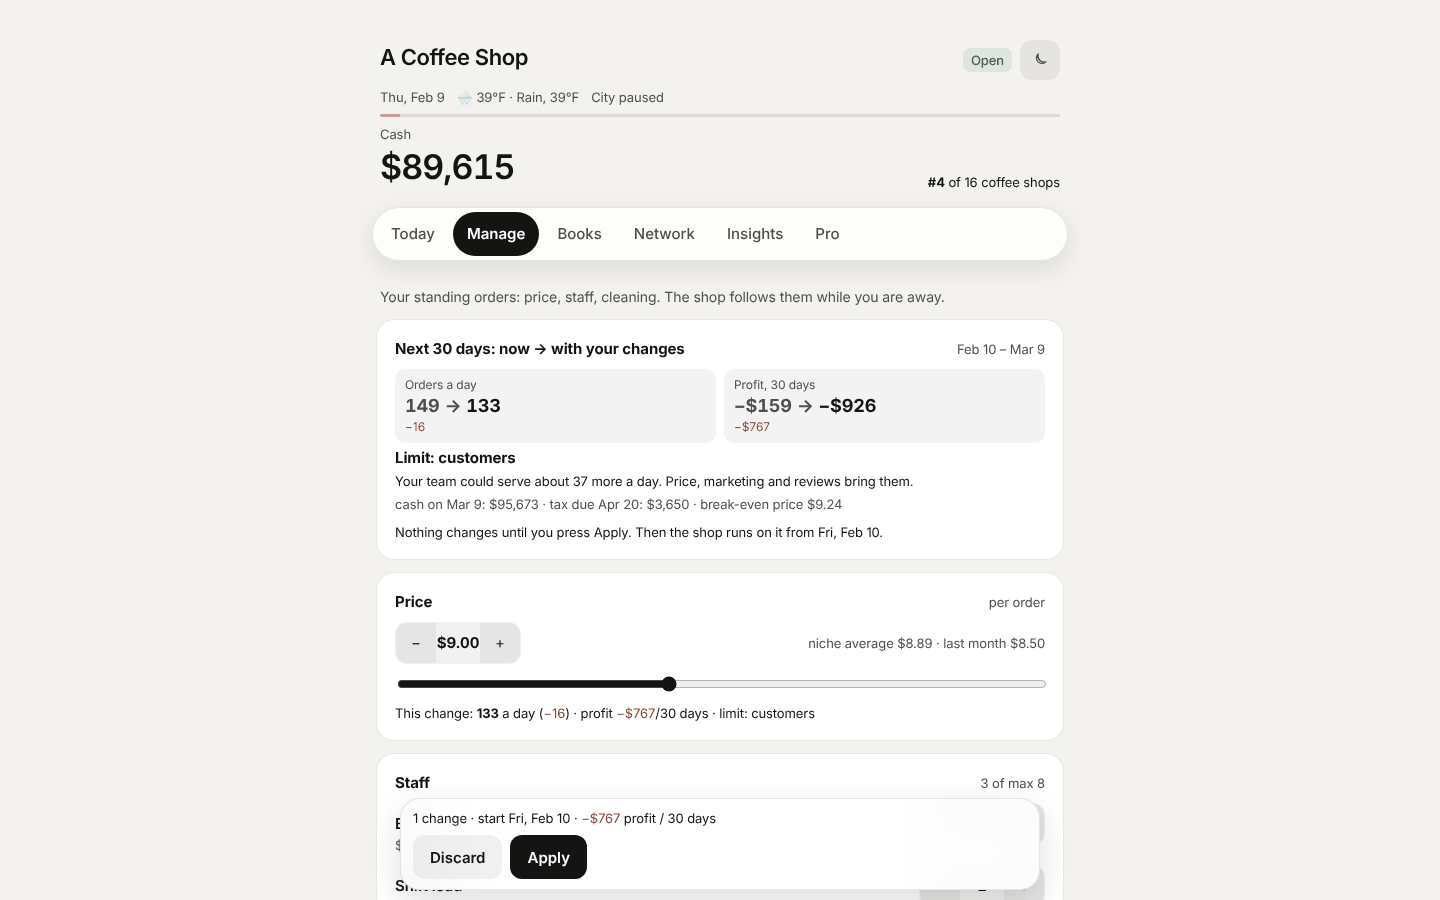 A Coffee Shop
Open
Thu, Feb 9 39°F · Rain, 39°F City paused
Cash
$89,615
#4 of 16 coffee shops
Today Manage Books Network Insights Pro
Your standing orders: price, staff, cleaning. The shop follows them while you are away.
Next 30 days: now → with your changes
Feb 10 – Mar 9
Orders a day
149 → 133
−16
Profit, 30 days
−$159 → −$926
−$767
Limit: customers
Your team could serve about 37 more a day. Price, marketing and reviews bring them.
cash on Mar 9: $95,673 · tax due Apr 20: $3,650 · break-even price $9.24
Nothing changes until you press Apply. Then the shop runs on it from Fri, Feb 10.
Price
per order
− $9.00 +
niche average $8.89 · last month $8.50
This change: 133 a day (−16) · profit −$767/30 days · limit: customers
Staff
3 of max 8
1 change · start Fri, Feb 10 · −$767 profit / 30 days
Discard Apply